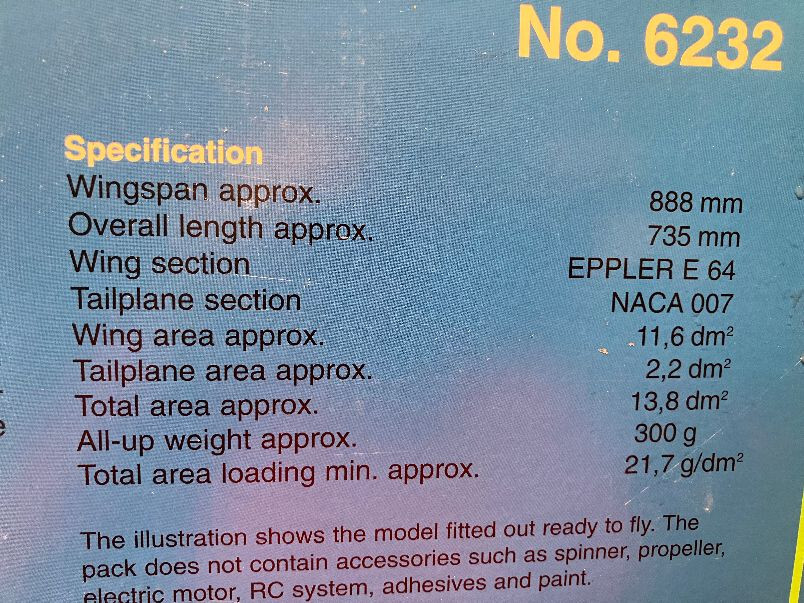 No. 6232
Specification
Wingspan approx. 888 mm
Overall length approx. 735 mm
Wing section EPPLER E 64
Tailplane section NACA 007
Wing area approx. 11,6 dm²
Tailplane area approx. 2,2 dm²
Total area approx. 13,8 dm²
All-up weight approx. 300 g
Total area loading min. approx. 21,7 g/dm²
The illustration shows the model fitted out ready to fly. The
pack does not contain accessories such as spinner, propeller,
electric motor, RC system, adhesives and paint.